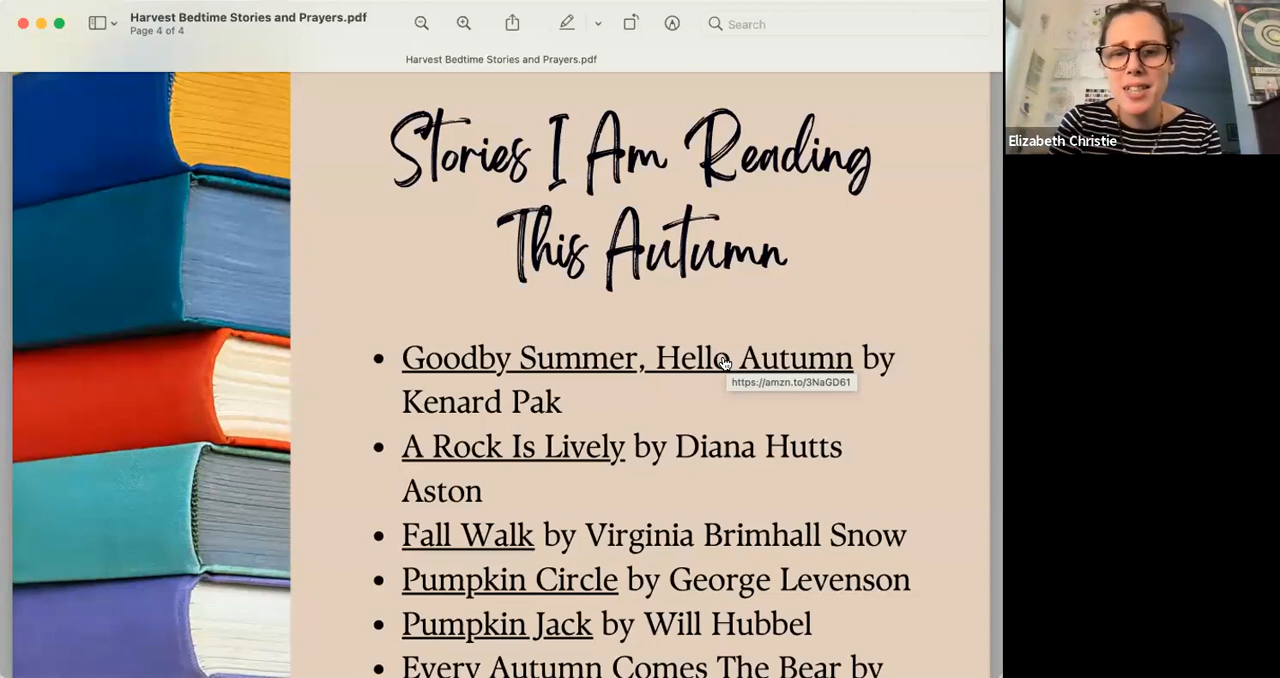 Harvest Bedtime Stories and Prayers.pdf
Page 4 of 4
Search
Harvest Bedtime Stories and Prayers.pdf
Elizabeth Christie
Stories I Am Reading
This Autumn
• Goodby Summer, Hello Autumn by
Kenard Pak
https://amzn.to/3NaGD61
• A Rock Is Lively by Diana Hutts
Aston
• Fall Walk by Virginia Brimhall Snow
• Pumpkin Circle by George Levenson
• Pumpkin Jack by Will Hubbel
• Every Autumn Comes The Bear by